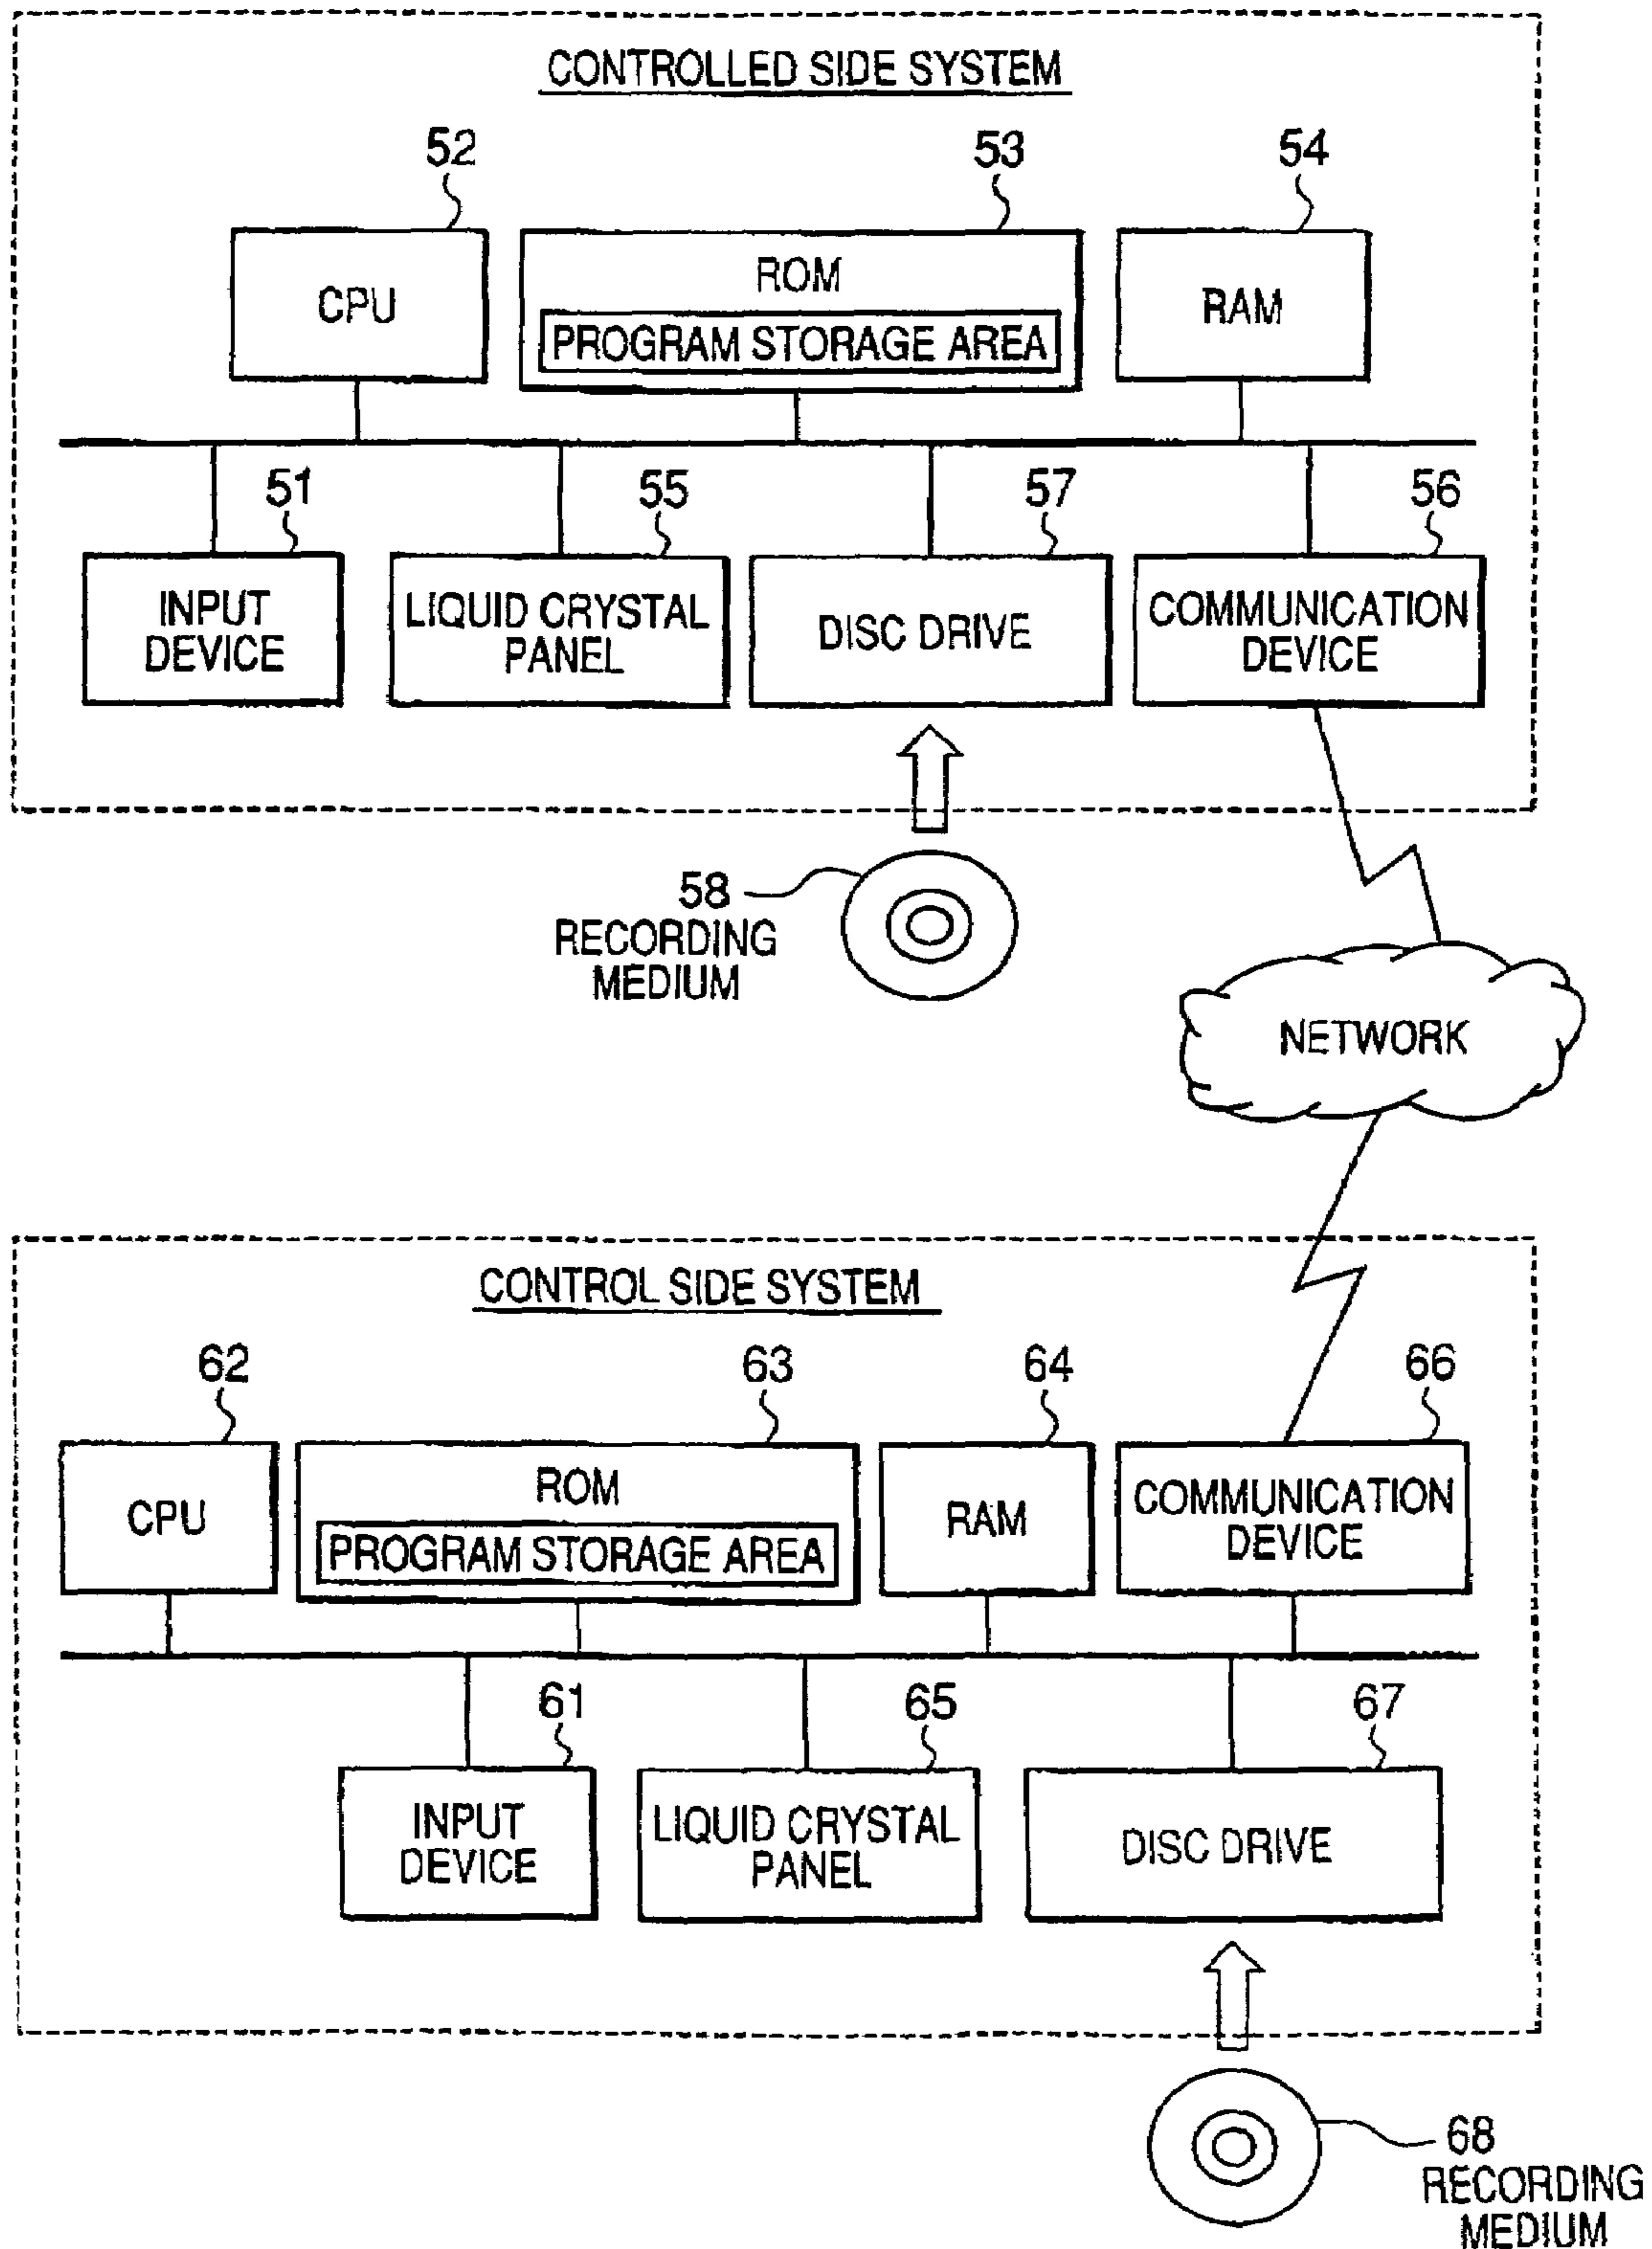 CONTROLLED SIDE SYSTEM
52
53
54
CPU
ROM
PROGRAM STORAGE AREA
RAM
51
55
57
56
INPUT
DEVICE
LIQUID CRYSTAL
PANEL
DISC DRIVE
COMMUNICATION
DEVICE
58
RECORDING
MEDIUM
NETWORK
CONTROL SIDE SYSTEM
62
63
64
66
CPU
ROM
PROGRAM STORAGE AREA
RAM
COMMUNICATION
DEVICE
61
65
67
INPUT
DEVICE
LIQUID CRYSTAL
PANEL
DISC DRIVE
68
RECORDING
MEDIUM